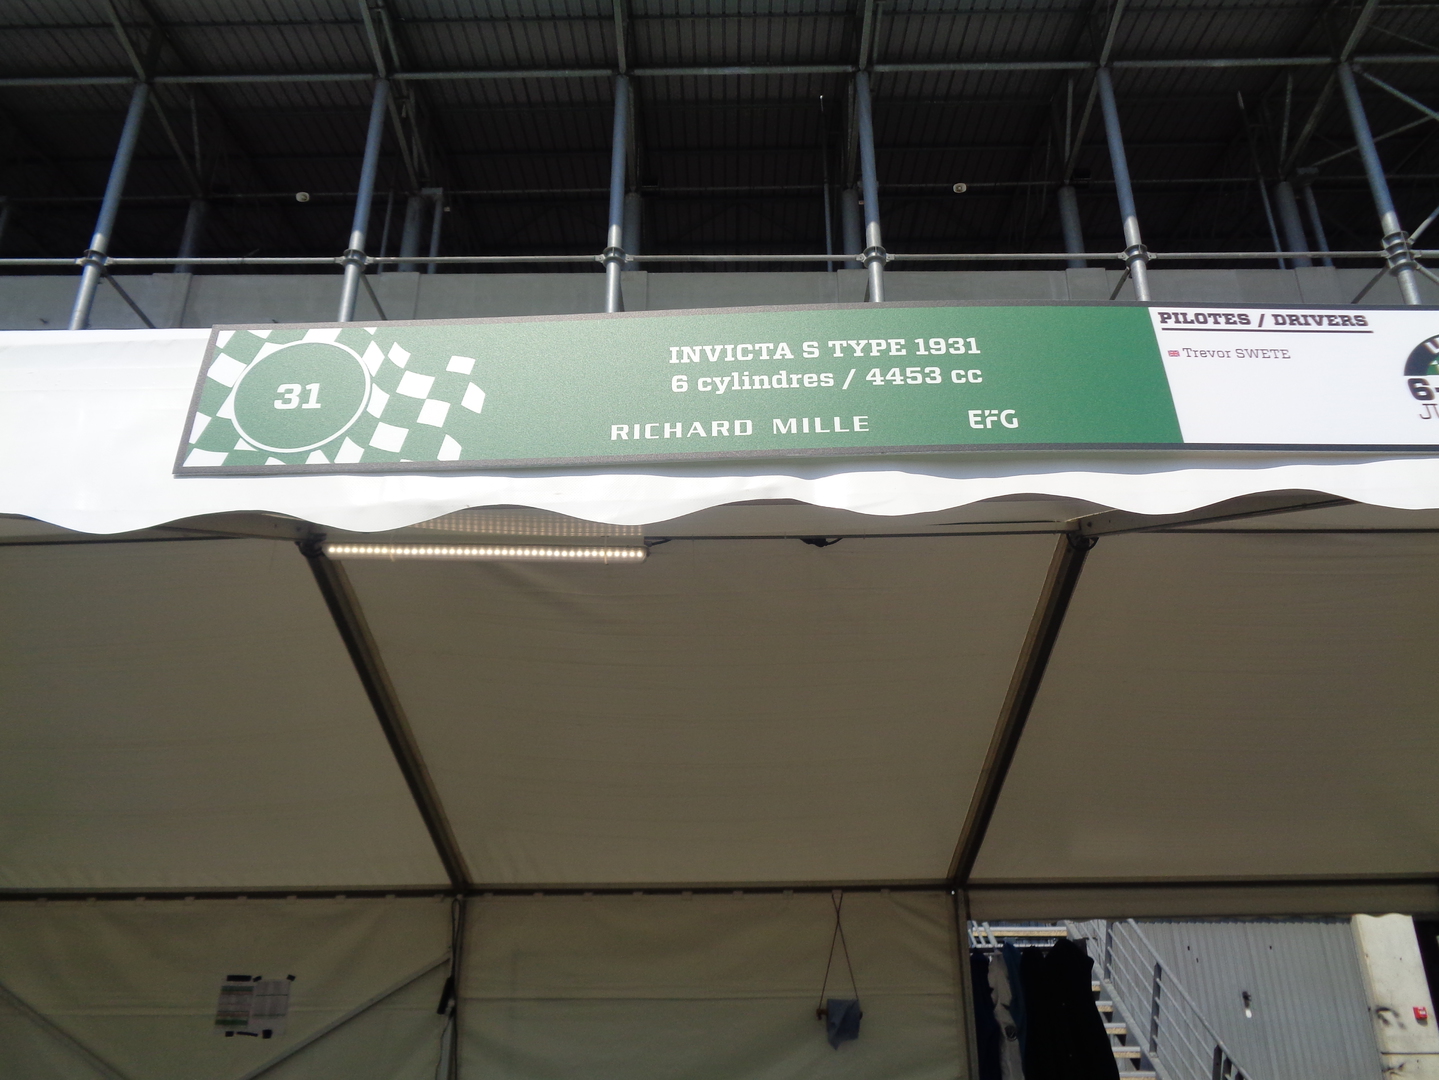 31
INVICTA S TYPE 1931
6 cylindres / 4453 cc
RICHARD MILLE
EFG
PILOTES / DRIVERS
Trevor SWETE